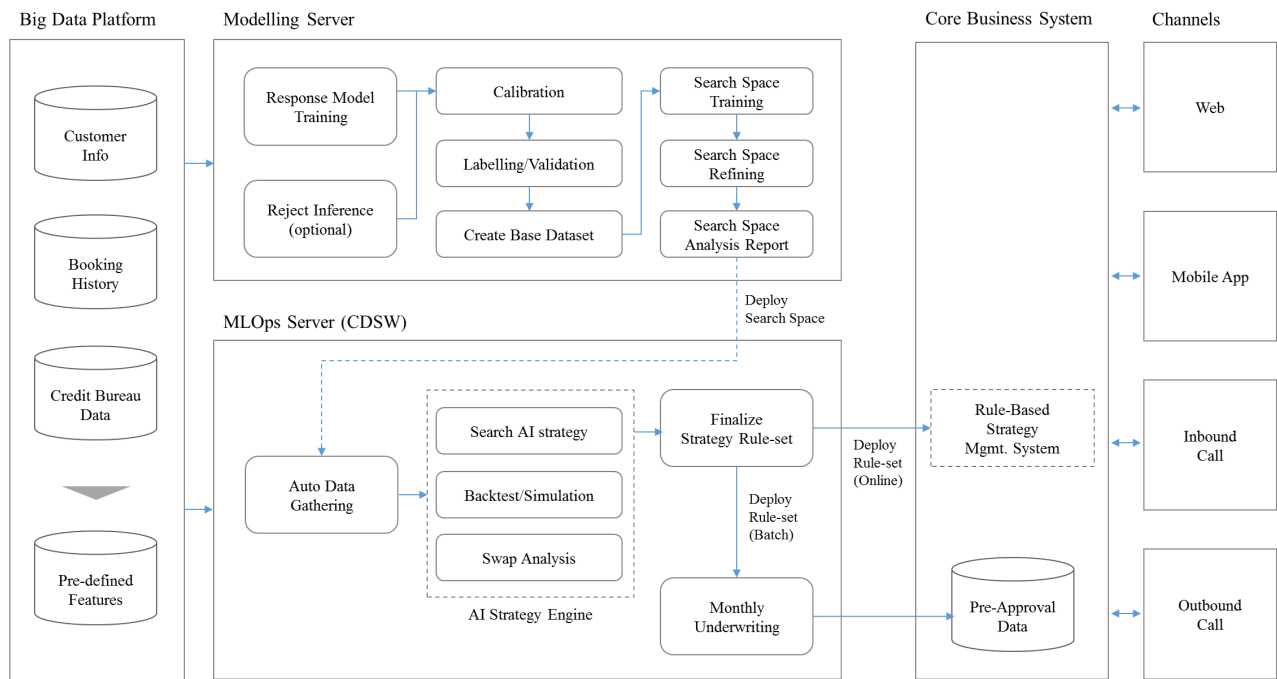 Big Data Platform
Customer
Info
Booking
History
Credit Bureau
Data
Pre-defined
Features
Modelling Server
Response Model
Training
Reject Inference
(optional)
Calibration
Labelling/Validation
Create Base Dataset
Search Space
Training
Search Space
Refining
Search Space
Analysis Report
Deploy
Search Space
MLOps Server (CDSW)
Auto Data
Gathering
Search AI strategy
Backtest/Simulation
Swap Analysis
AI Strategy Engine
Finalize
Strategy Rule-set
Deploy
Rule-set
(Batch)
Monthly
Underwriting
Deploy
Rule-set
(Online)
Core Business System
Rule-Based
Strategy
Mgmt. System
Pre-Approval
Data
Channels
Web
Mobile App
Inbound
Call
Outbound
Call